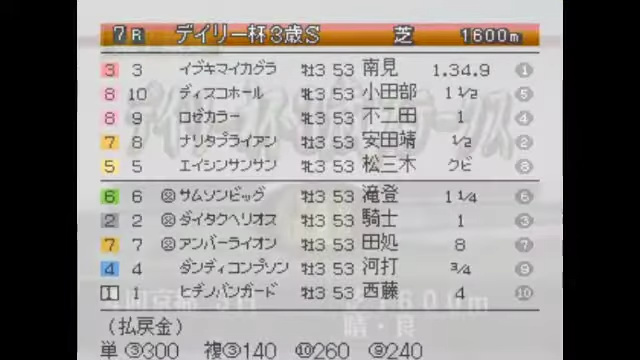 7R デイリー杯3歳S 芝 1600m
3 3 イブキマイカグラ 牡3 53 南見 1.34.9 1
8 10 ディスコホール 牝3 53 小田部 1 1/2 5
8 9 ロゼカラー 牝3 53 不二田 1 4
7 8 ナリタブライアン 牡3 53 安田靖 1/2 2
5 5 エイシンサンサン 牝3 53 松三木 クビ 8
6 6 サムソンビッグ 牡3 53 滝登 1 1/4 6
2 2 ダイタクヘリオス 牡3 53 騎士 1 3
7 7 アンバーライオン 牡3 53 田処 8 7
4 4 ダンディコンプソン 牡3 53 河打 3/4 9
1 1 ヒデノバンガード 牡3 53 西藤 4 10
(払戻金)
単③300 複③140 ⑩260 ⑨240